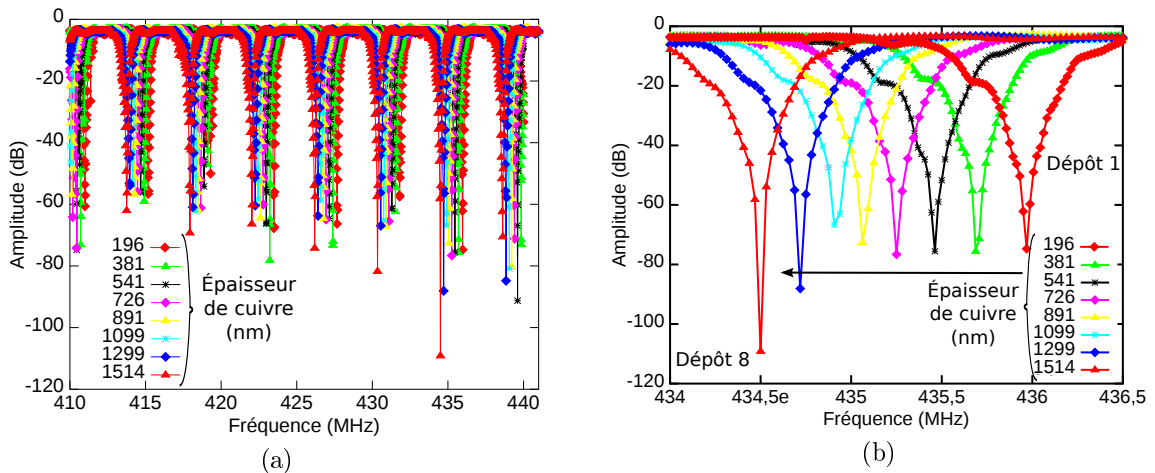 0
-20
-40
-60
-80
-100
-120
Amplitude (dB)
196
381
541
726
891
1099
1299
1514
Épaisseur
de cuivre
(nm)
410 415 420 425 430 435 440
Fréquence (MHz)
(a)
0
-20
-40
-60
-80
-100
-120
Amplitude (dB)
Dépôt 1
196
381
541
726
891
1099
1299
1514
Épaisseur
de cuivre
(nm)
Dépôt 8
434 434,5e 435 435,5 436 436,5
Fréquence (MHz)
(b)